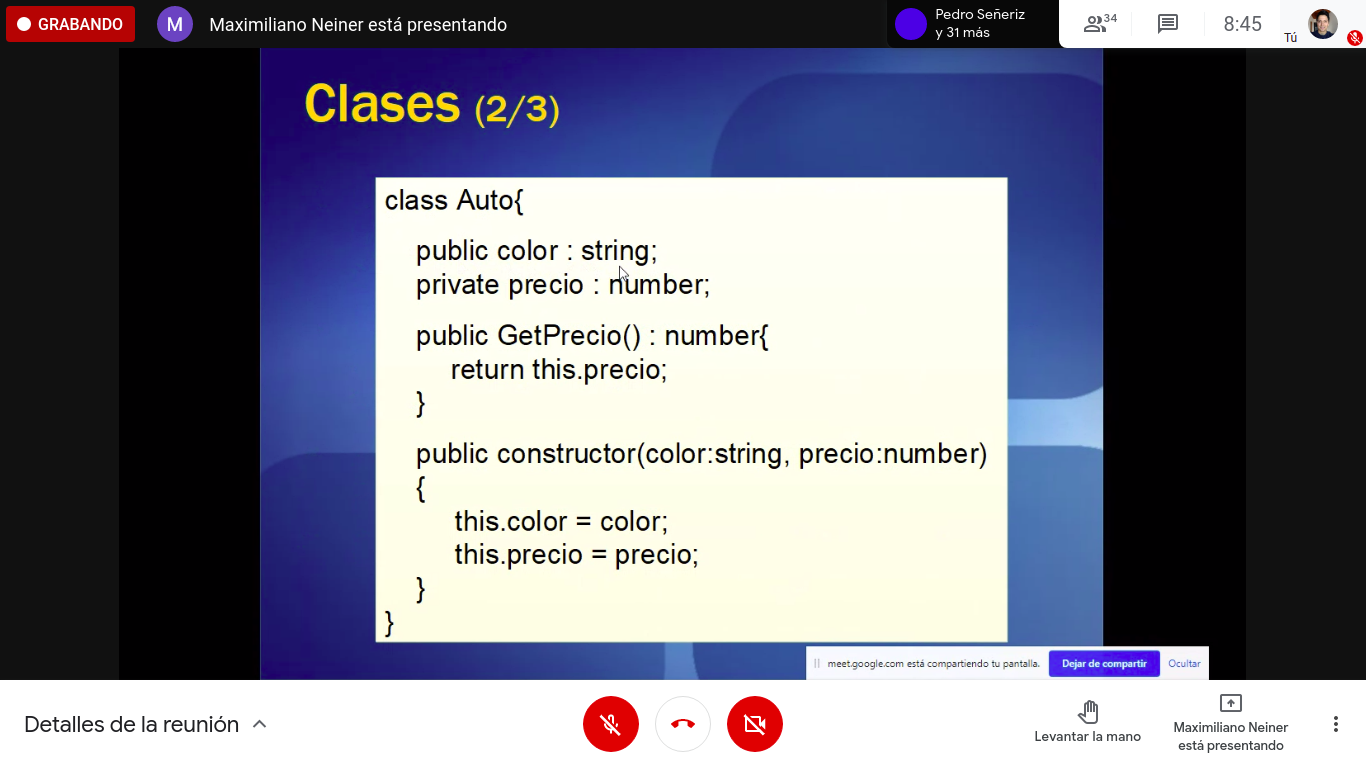 GRABANDO
M
Maximiliano Neiner está presentando
Pedro Señeriz
y 31 más
34
8:45
Tú
Clases (2/3)
class Auto{
public color : string;
private precio : number;
public GetPrecio() : number{
return this.precio;
}
public constructor(color:string, precio:number)
{
this.color = color;
this.precio = precio;
}
}
meet.google.com está compartiendo tu pantalla.
Dejar de compartir
Ocultar
Detalles de la reunión
Levantar la mano
Maximiliano Neiner
está presentando